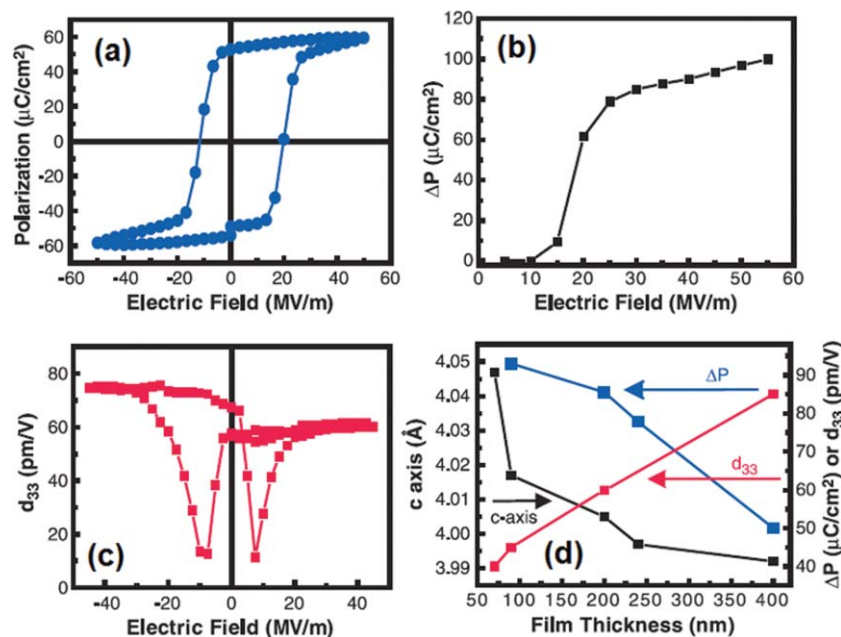 (a)
Polarization (μC/cm²)
60
40
20
0
-20
-40
-60
-60 -40 -20 0 20 40 60
Electric Field (MV/m)
(b)
ΔP (μC/cm²)
100
80
60
40
20
0
0 10 20 30 40 50 60
Electric Field (MV/m)
(c)
d₃₃ (pm/V)
80
60
40
20
0
-40 -20 0 20 40
Electric Field (MV/m)
(d)
c axis (Å)
4.05
4.04
4.03
4.02
4.01
4.00
3.99
ΔP
d₃₃
c-axis
90
80
70
60
50
40
ΔP (μC/cm²) or d₃₃ (pm/V)
50 100 150 200 250 300 350 400
Film Thickness (nm)